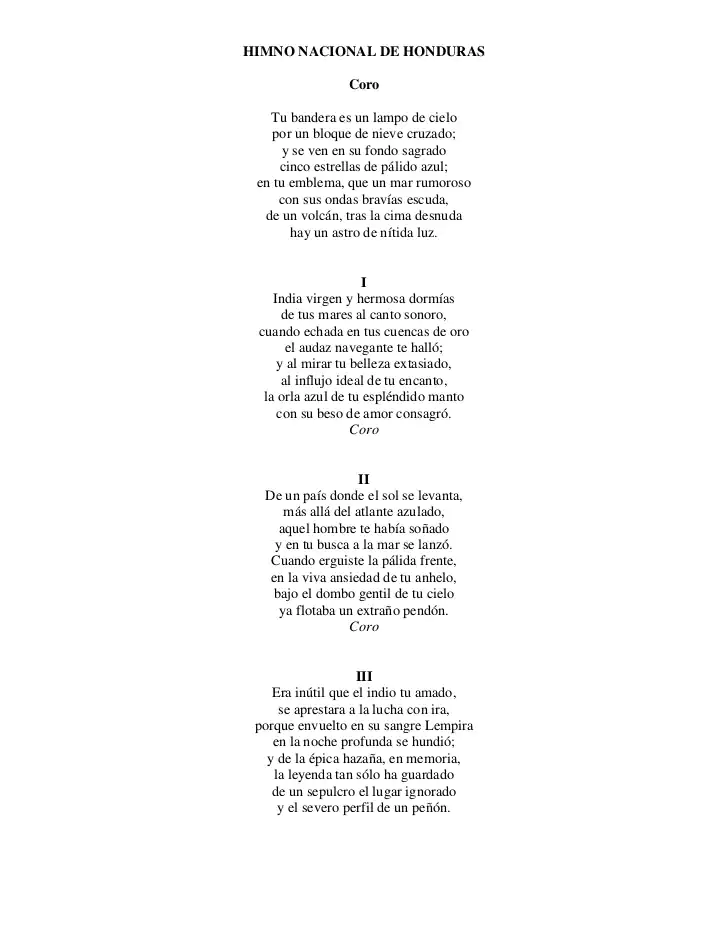 HIMNO NACIONAL DE HONDURAS
Coro
Tu bandera es un lampo de cielo
por un bloque de nieve cruzado;
y se ven en su fondo sagrado
cinco estrellas de pálido azul;
en tu emblema, que un mar rumoroso
con sus ondas bravías escuda,
de un volcán, tras la cima desnuda
hay un astro de nítida luz.
I
India virgen y hermosa dormías
de tus mares al canto sonoro,
cuando echada en tus cuencas de oro
el audaz navegante te halló;
y al mirar tu belleza extasiado,
al influjo ideal de tu encanto,
la orla azul de tu espléndido manto
con su beso de amor consagró.
Coro
II
De un país donde el sol se levanta,
más allá del atlante azulado,
aquel hombre te había soñado
y en tu busca a la mar se lanzó.
Cuando erguiste la pálida frente,
en la viva ansiedad de tu anhelo,
bajo el dombo gentil de tu cielo
ya flotaba un extraño pendón.
Coro
III
Era inútil que el indio tu amado,
se aprestara a la lucha con ira,
porque envuelto en su sangre Lempira
en la noche profunda se hundió;
y de la épica hazaña, en memoria,
la leyenda tan sólo ha guardado
de un sepulcro el lugar ignorado
y el severo perfil de un peñón.